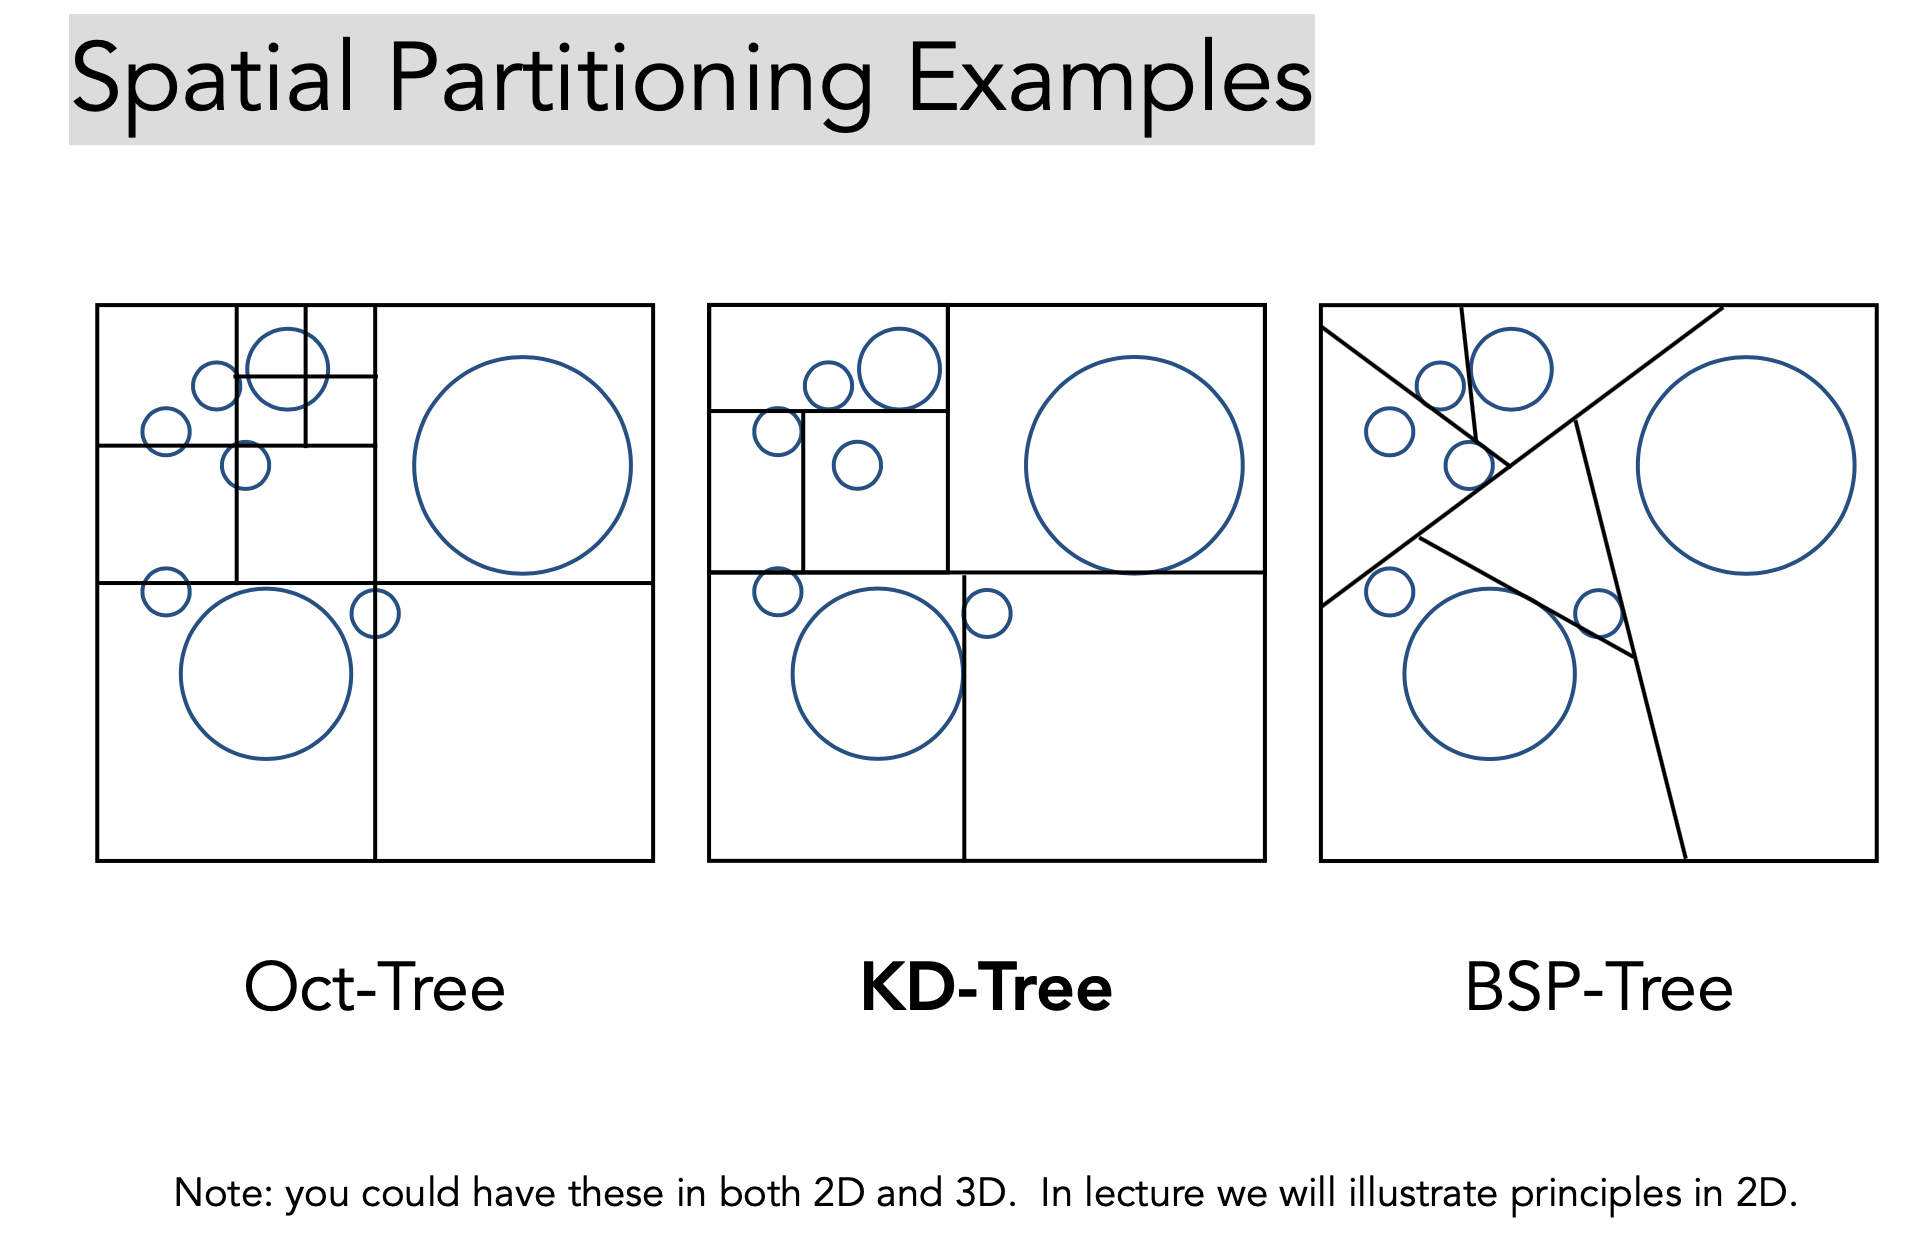 Spatial Partitioning Examples
Oct-Tree
KD-Tree
BSP-Tree
Note: you could have these in both 2D and 3D.  In lecture we will illustrate principles in 2D.